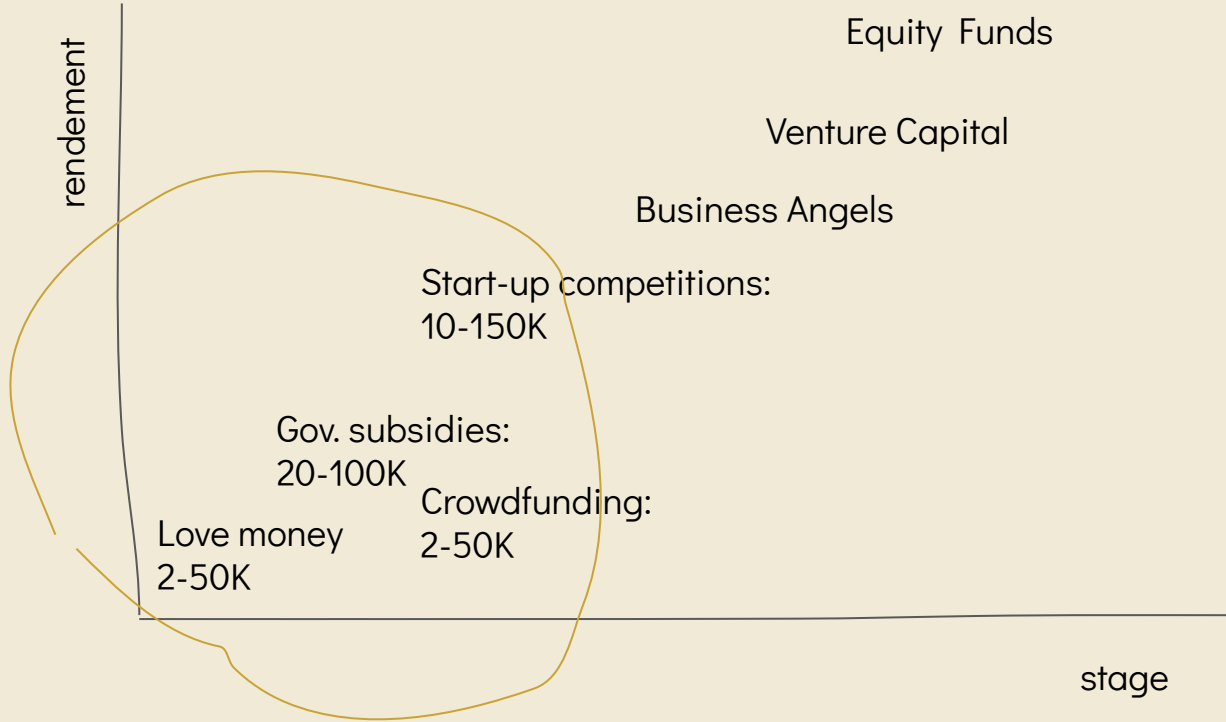 rendement
Equity Funds
Venture Capital
Business Angels
Start-up competitions:
10-150K
Gov. subsidies:
20-100K
Crowdfunding:
2-50K
Love money
2-50K
stage